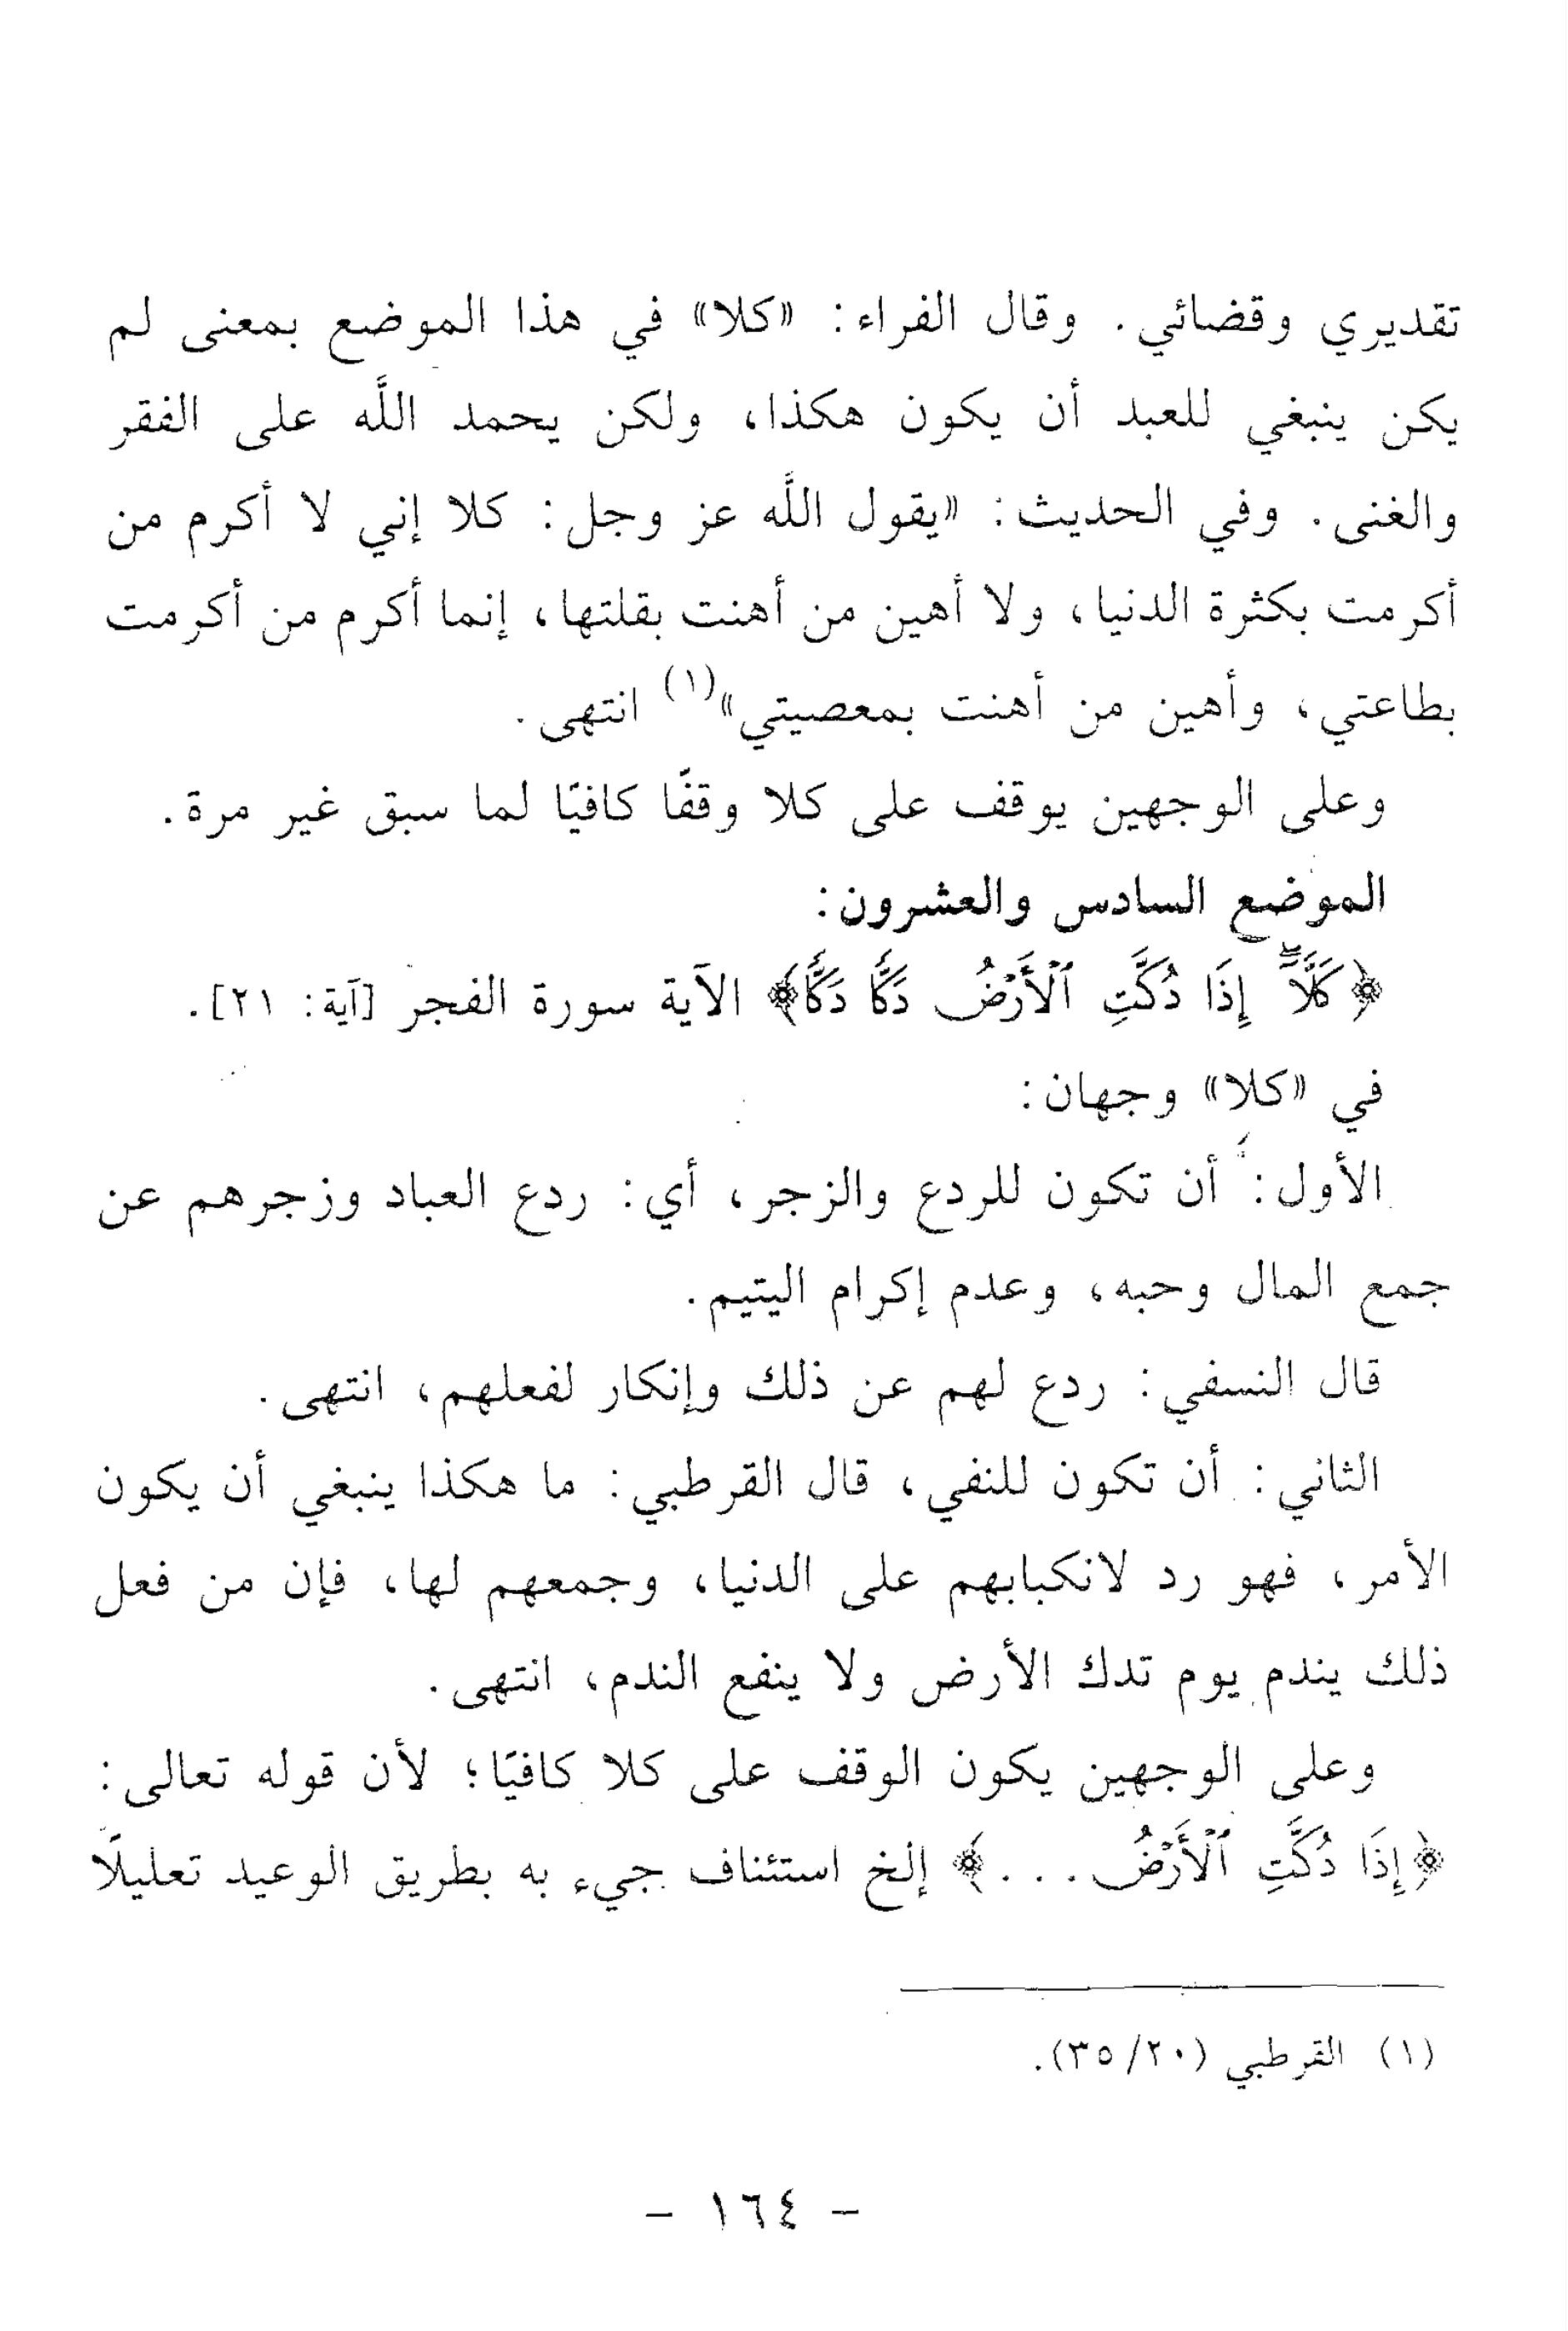 تقديري وقضائي. وقال الفراء: «كلا» في هذا الموضع بمعنى لم
يكن ينبغي للعبد أن يكون هكذا، ولكن يحمد اللَّه على الفقر
والغنى. وفي الحديث: «يقول اللَّه عز وجل: كلا إني لا أكرم من
أكرمت بكثرة الدنيا، ولا أهين من أهنت بقلتها، إنما أكرم من أكرمت
بطاعتي، وأهين من أهنت بمعصيتي»(١) انتهى.
وعلى الوجهين يوقف على كلا وقفًا كافيًا لما سبق غير مرة.
الموضع السادس والعشرون:
﴿كَلَّآۖ إِذَا دُكَّتِ ٱلْأَرْضُ دَكًّا دَكًّا﴾ الآية سورة الفجر [آية: ٢١].
في «كلا» وجهان:
الأول: أن تكون للردع والزجر، أي: ردع العباد وزجرهم عن
جمع المال وحبه، وعدم إكرام اليتيم.
قال النسفي: ردع لهم عن ذلك وإنكار لفعلهم، انتهى.
الثاني: أن تكون للنفي، قال القرطبي: ما هكذا ينبغي أن يكون
الأمر، فهو رد لانكبابهم على الدنيا، وجمعهم لها، فإن من فعل
ذلك يندم يوم تدك الأرض ولا ينفع الندم، انتهى.
وعلى الوجهين يكون الوقف على كلا كافيًا؛ لأن قوله تعالى:
﴿إِذَا دُكَّتِ ٱلْأَرْضُ...﴾ إلخ استئناف جيء به بطريق الوعيد تعليلًا
(١) القرطبي (٢٠/ ٣٥).
- ١٦٤ -